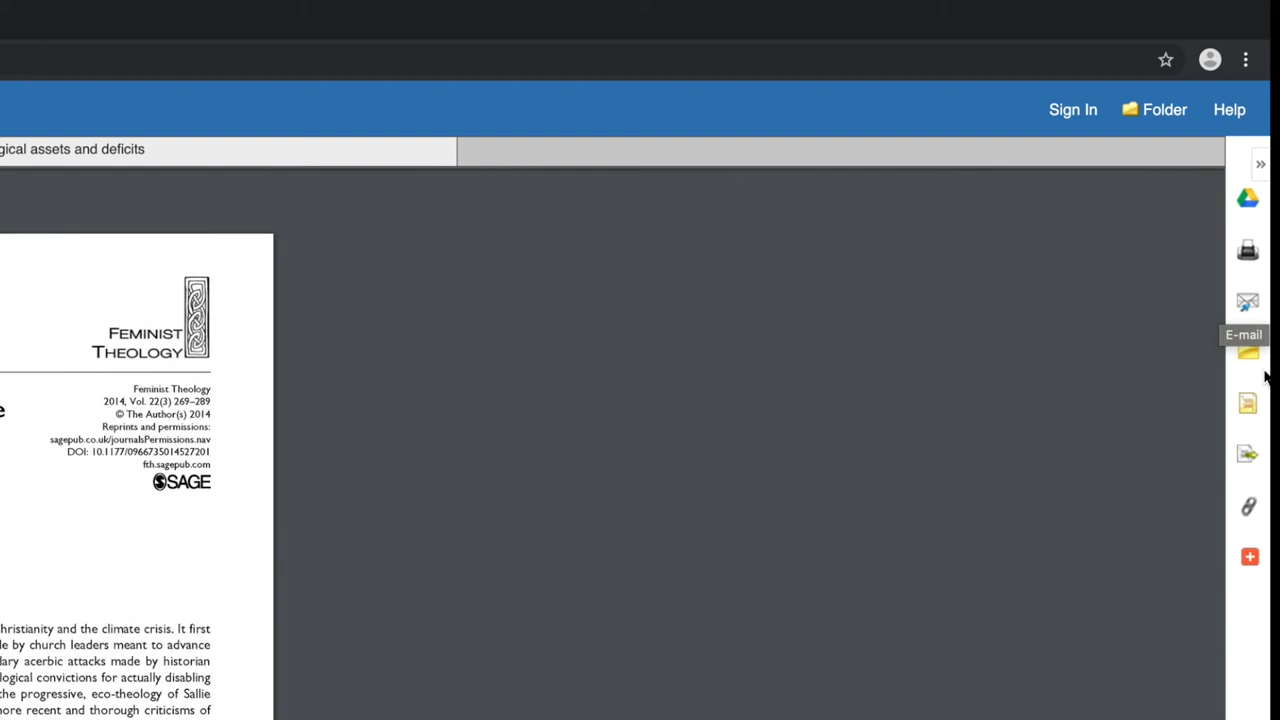 Sign In Folder Help
gical assets and deficits
»
E-mail
FEMINIST
THEOLOGY
Feminist Theology
2014, Vol. 22(3) 269–289
© The Author(s) 2014
Reprints and permissions:
sagepub.co.uk/journalsPermissions.nav
DOI: 10.1177/0966735014527201
fth.sagepub.com
SAGE
e
hristianity and the climate crisis. It first
le by church leaders meant to advance
lary acerbic attacks made by historian
logical convictions for actually disabling
the progressive, eco-theology of Sallie
nore recent and thorough criticisms of